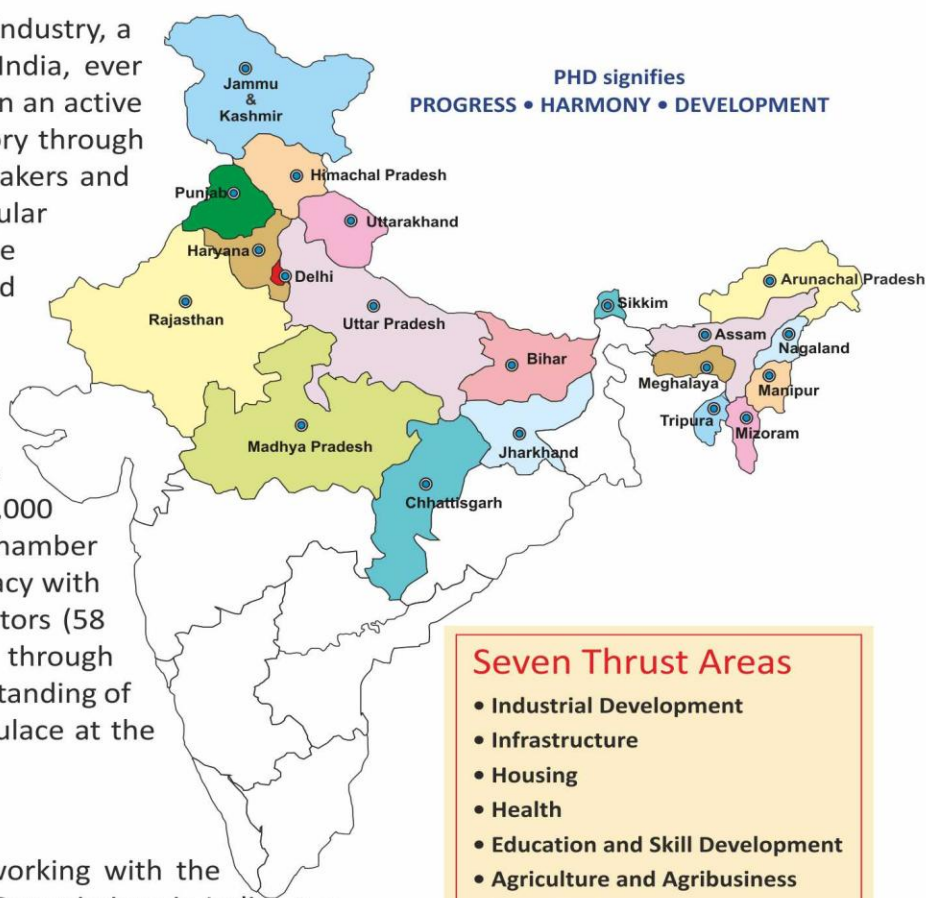 ndustry, a
India, ever
n an active
ory through
akers and
ular
e
d
000
hamber
acy with
tors (58
through
tanding of
ulace at the
working with the
PHD signifies
PROGRESS • HARMONY • DEVELOPMENT
Jammu
&
Kashmir
Himachal Pradesh
Punjab
Uttarakhand
Haryana
Delhi
Rajasthan
Uttar Pradesh
Bihar
Sikkim
Arunachal Pradesh
Assam
Nagaland
Meghalaya
Manipur
Tripura
Mizoram
Madhya Pradesh
Jharkhand
Chhattisgarh
Seven Thrust Areas
• Industrial Development
• Infrastructure
• Housing
• Health
• Education and Skill Development
• Agriculture and Agribusiness